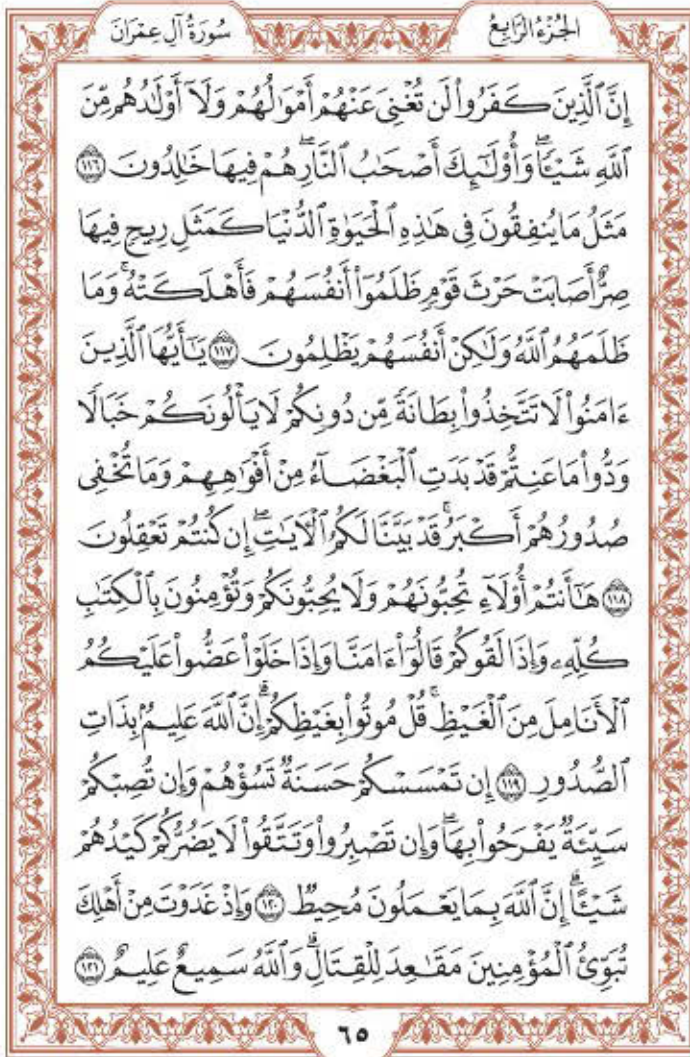 الجُزْءُ الرَّابِعُ
سُورَةُ آلِ عِمْرَانَ
إِنَّ ٱلَّذِينَ كَفَرُواْ لَن تُغْنِيَ عَنْهُمْ أَمْوَٰلُهُمْ وَلَآ أَوْلَٰدُهُم مِّنَ
ٱللَّهِ شَيْـًٔاۖ وَأُوْلَٰٓئِكَ أَصْحَٰبُ ٱلنَّارِۖ هُمْ فِيهَا خَٰلِدُونَ ١١٦
مَثَلُ مَا يُنفِقُونَ فِي هَٰذِهِ ٱلْحَيَوٰةِ ٱلدُّنْيَا كَمَثَلِ رِيحٍ فِيهَا
صِرٌّ أَصَابَتْ حَرْثَ قَوْمٍ ظَلَمُوٓاْ أَنفُسَهُمْ فَأَهْلَكَتْهُۚ وَمَا
ظَلَمَهُمُ ٱللَّهُ وَلَٰكِنْ أَنفُسَهُمْ يَظْلِمُونَ ١١٧ يَٰٓأَيُّهَا ٱلَّذِينَ
ءَامَنُواْ لَا تَتَّخِذُواْ بِطَانَةً مِّن دُونِكُمْ لَا يَأْلُونَكُمْ خَبَالًا
وَدُّواْ مَا عَنِتُّمْ قَدْ بَدَتِ ٱلْبَغْضَآءُ مِنْ أَفْوَٰهِهِمْ وَمَا تُخْفِي
صُدُورُهُمْ أَكْبَرُۚ قَدْ بَيَّنَّا لَكُمُ ٱلْأٓيَٰتِۖ إِن كُنتُمْ تَعْقِلُونَ
١١٨ هَٰٓأَنتُمْ أُوْلَآءِ تُحِبُّونَهُمْ وَلَا يُحِبُّونَكُمْ وَتُؤْمِنُونَ بِٱلْكِتَٰبِ
كُلِّهِۦ وَإِذَا لَقُوكُمْ قَالُوٓاْ ءَامَنَّا وَإِذَا خَلَوْاْ عَضُّواْ عَلَيْكُمُ
ٱلْأَنَامِلَ مِنَ ٱلْغَيْظِۚ قُلْ مُوتُواْ بِغَيْظِكُمْۗ إِنَّ ٱللَّهَ عَلِيمُۢ بِذَاتِ
ٱلصُّدُورِ ١١٩ إِن تَمْسَسْكُمْ حَسَنَةٌ تَسُؤْهُمْ وَإِن تُصِبْكُمْ
سَيِّئَةٌ يَفْرَحُواْ بِهَاۖ وَإِن تَصْبِرُواْ وَتَتَّقُواْ لَا يَضُرُّكُمْ كَيْدُهُمْ
شَيْـًٔاۗ إِنَّ ٱللَّهَ بِمَا يَعْمَلُونَ مُحِيطٌ ١٢٠ وَإِذْ غَدَوْتَ مِنْ أَهْلِكَ
تُبَوِّئُ ٱلْمُؤْمِنِينَ مَقَٰعِدَ لِلْقِتَالِۗ وَٱللَّهُ سَمِيعٌ عَلِيمٌ ١٢١
٦٥